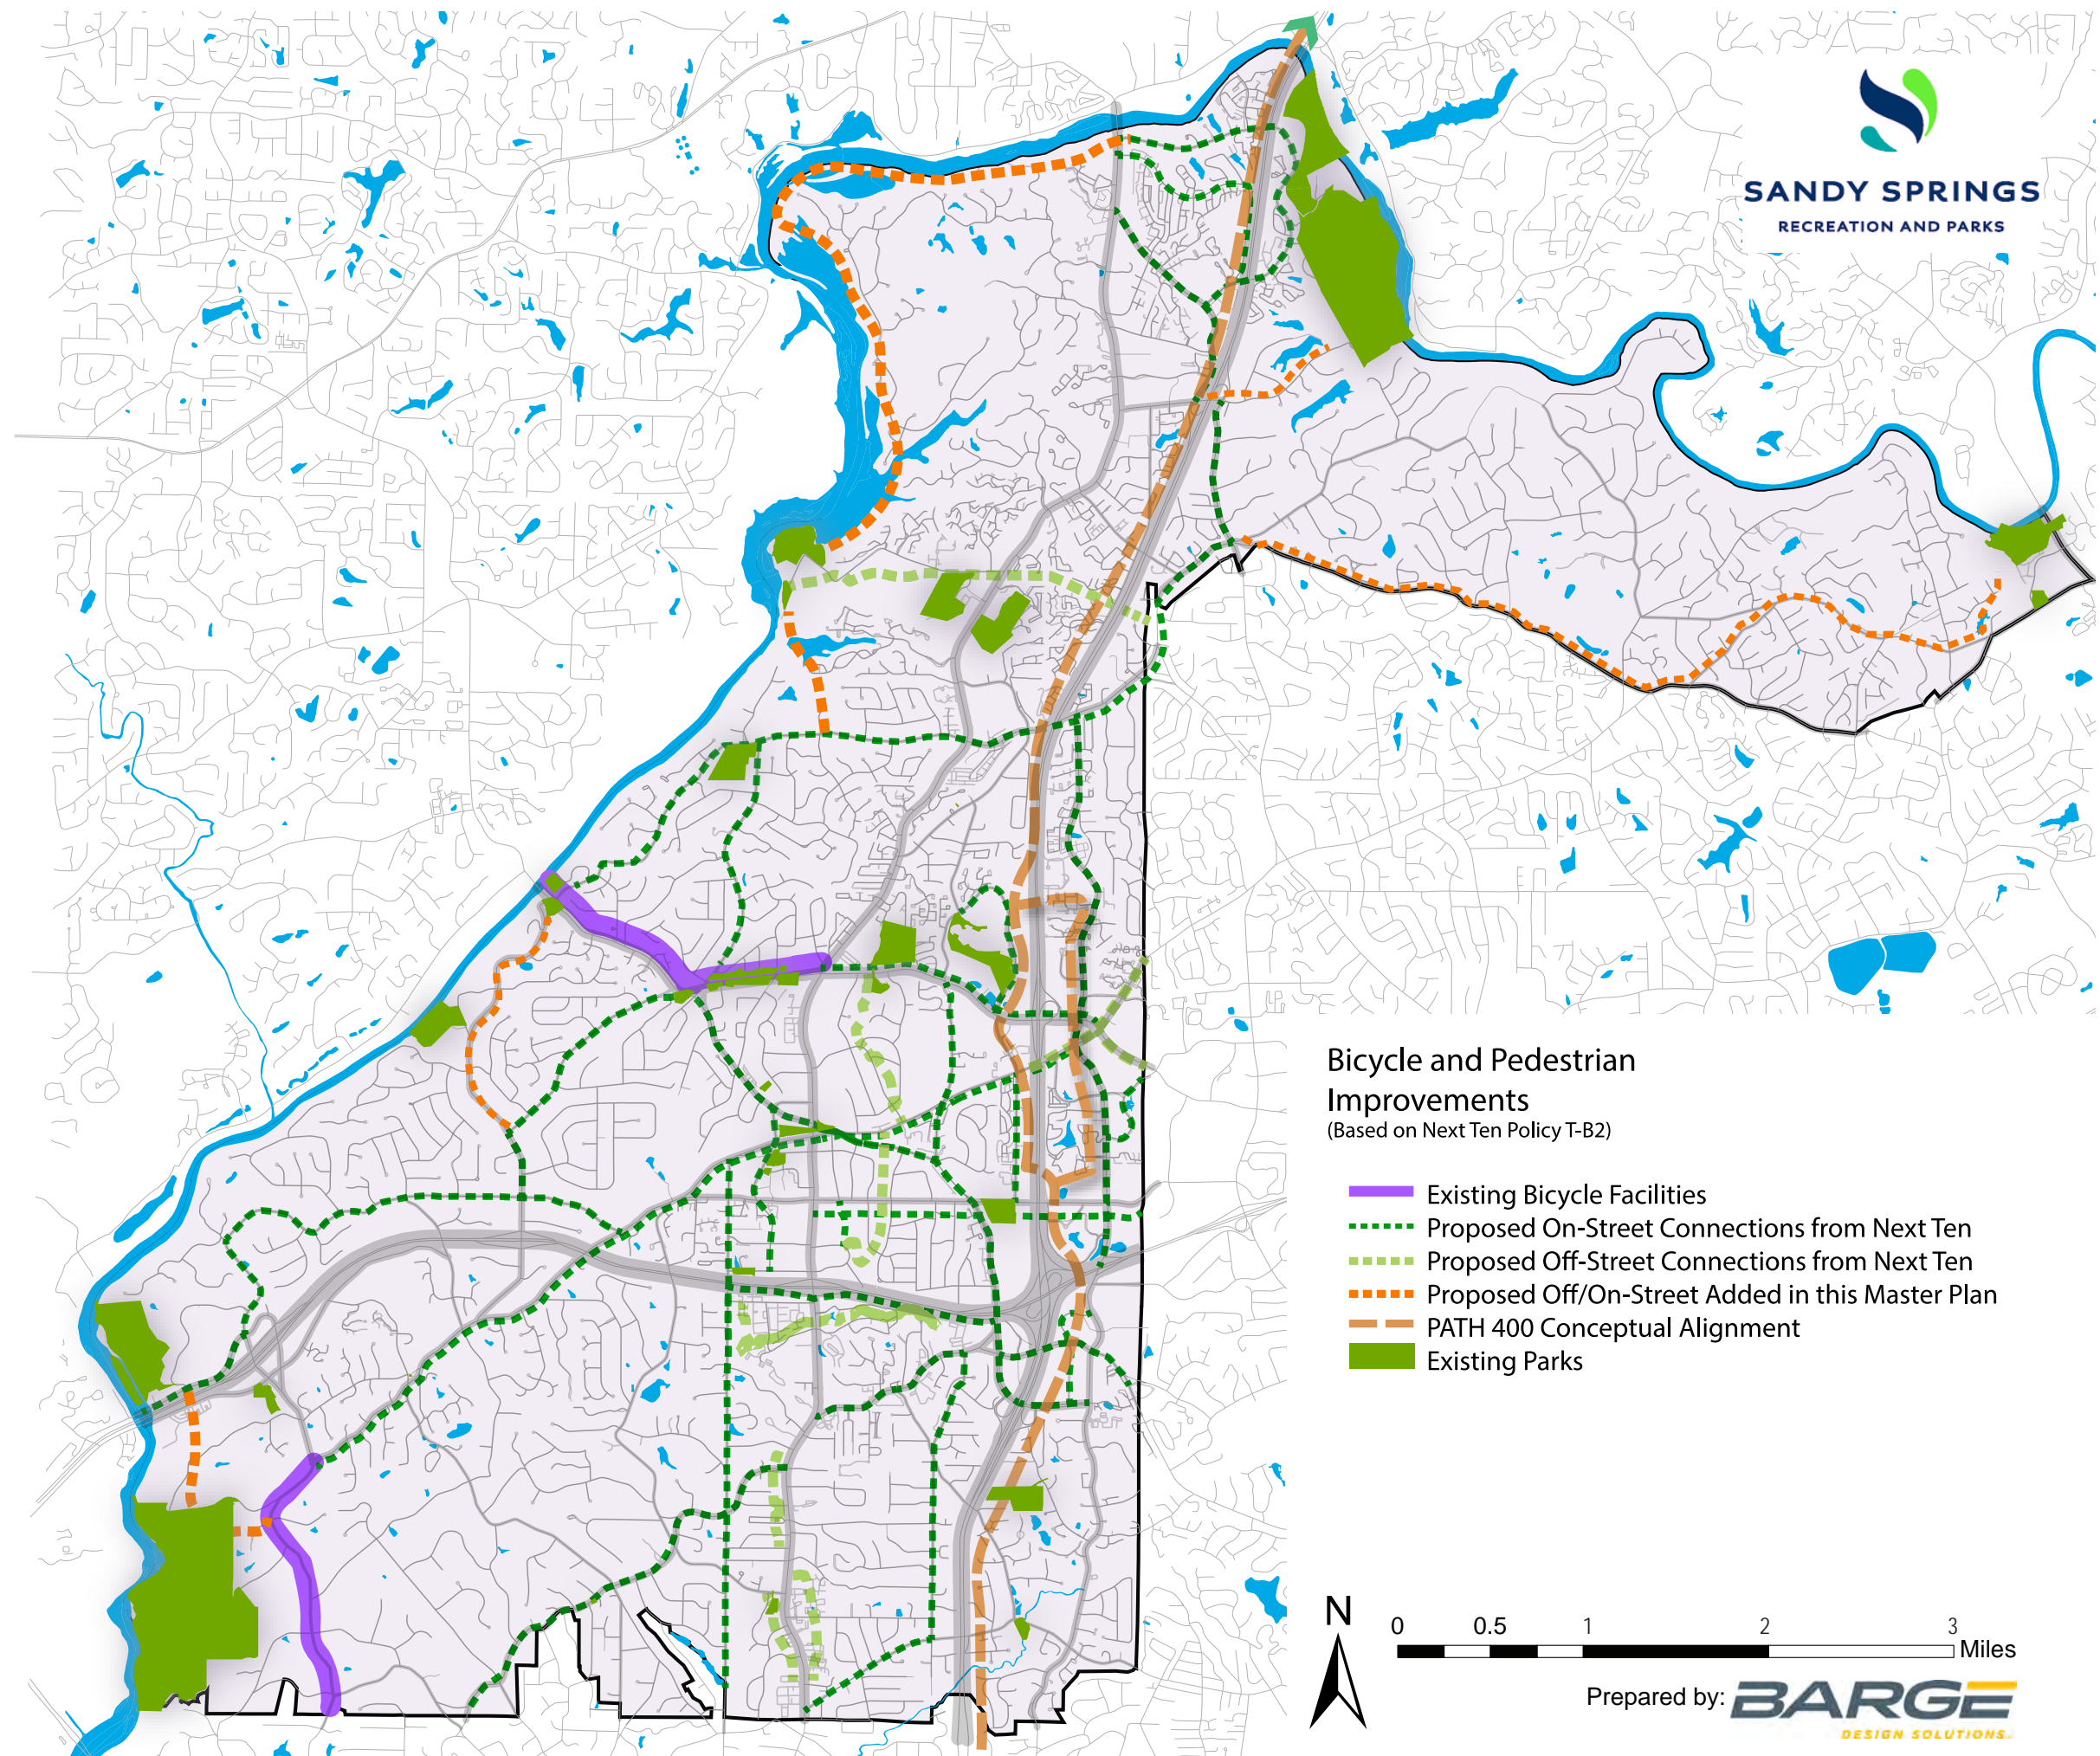 SANDY SPRINGS
RECREATION AND PARKS
Bicycle and Pedestrian
Improvements
(Based on Next Ten Policy T-B2)
Existing Bicycle Facilities
Proposed On-Street Connections from Next Ten
Proposed Off-Street Connections from Next Ten
Proposed Off/On-Street Added in this Master Plan
PATH 400 Conceptual Alignment
Existing Parks
N
0 0.5 1 2 3
Miles
Prepared by: BARGE
DESIGN SOLUTIONS